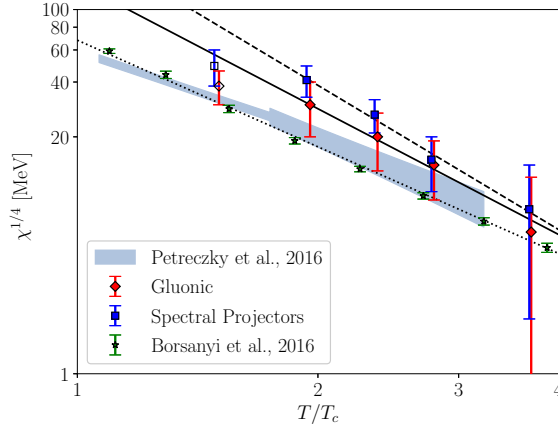 100
80
60
40
20
1
χ^{1/4} [MeV]
Petreczky et al., 2016
Gluonic
Spectral Projectors
Borsanyi et al., 2016
1
2
3
4
T/T_c